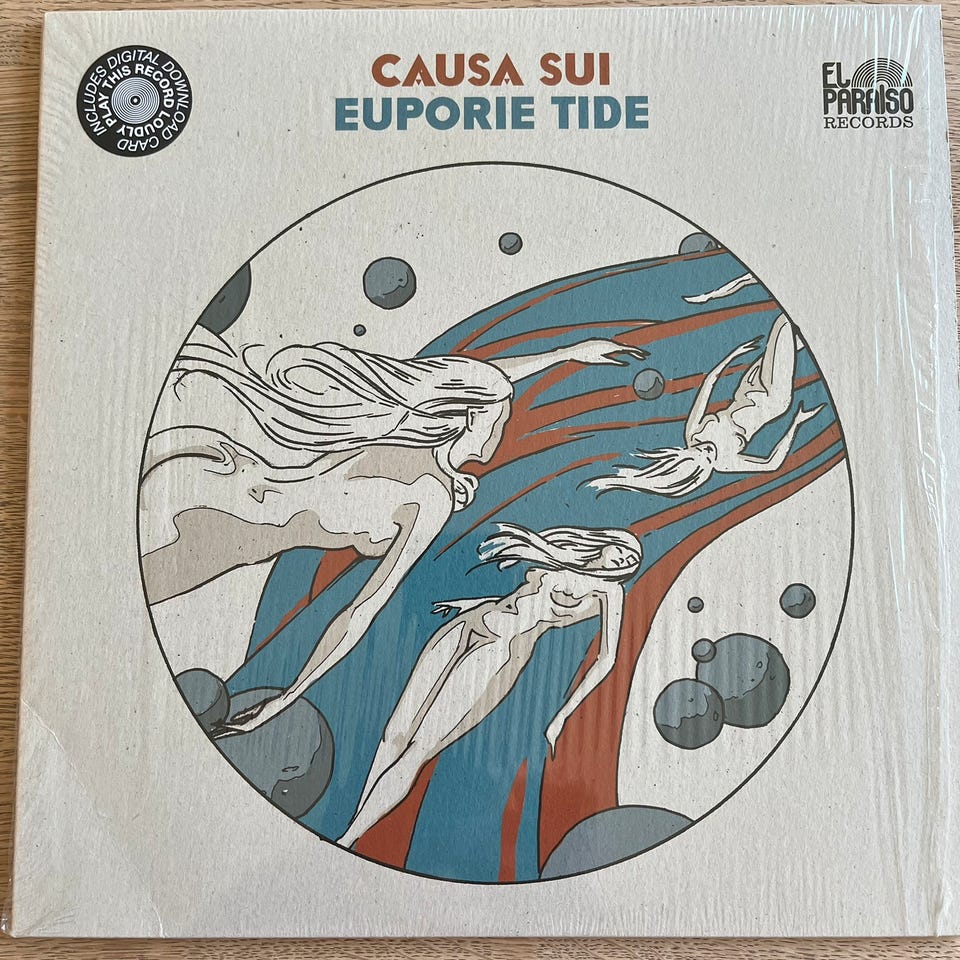 CAUSA SUI
EUPORIE TIDE
INCLUDES DIGITAL DOWNLOAD CARD
PLAY THIS RECORD LOUDLY
EL
PARAISO
RECORDS